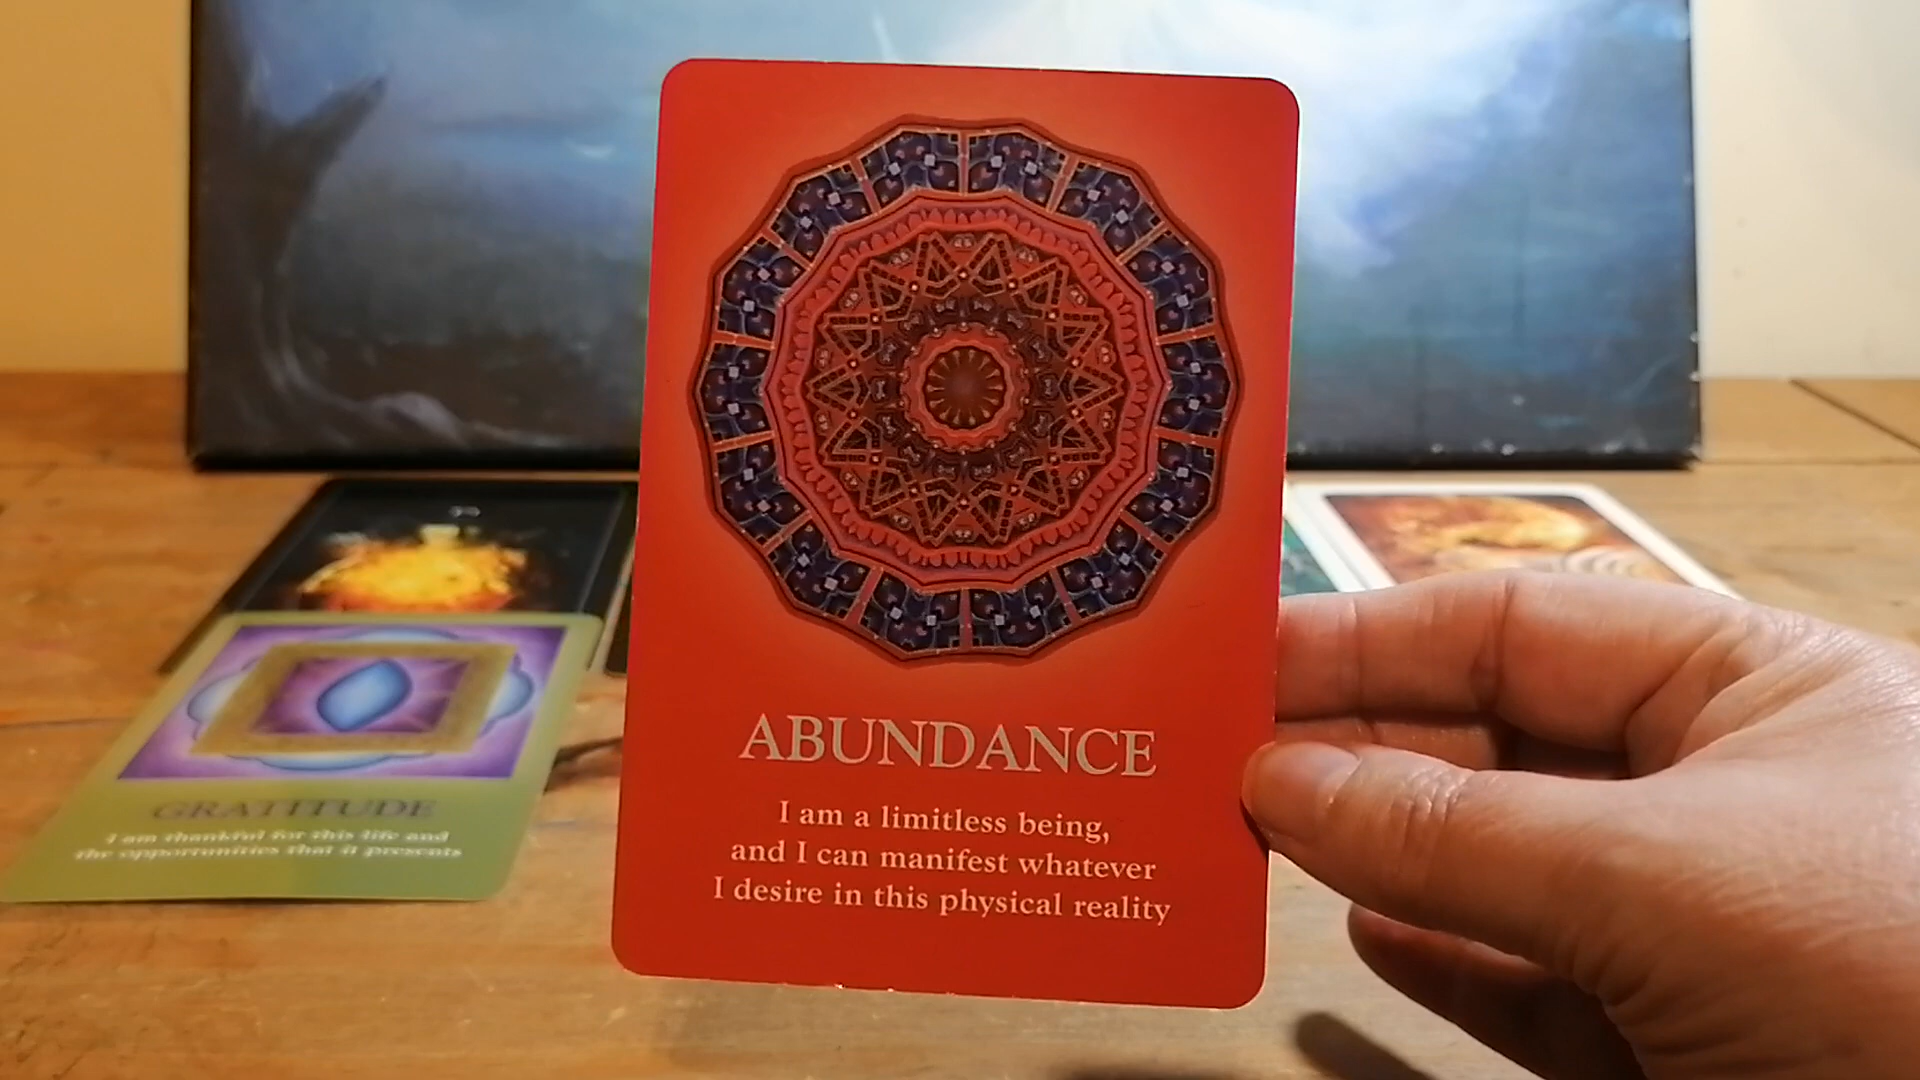 ABUNDANCE
I am a limitless being,
and I can manifest whatever
I desire in this physical reality
GRATITUDE
I am thankful for this life and
the opportunities that it presents